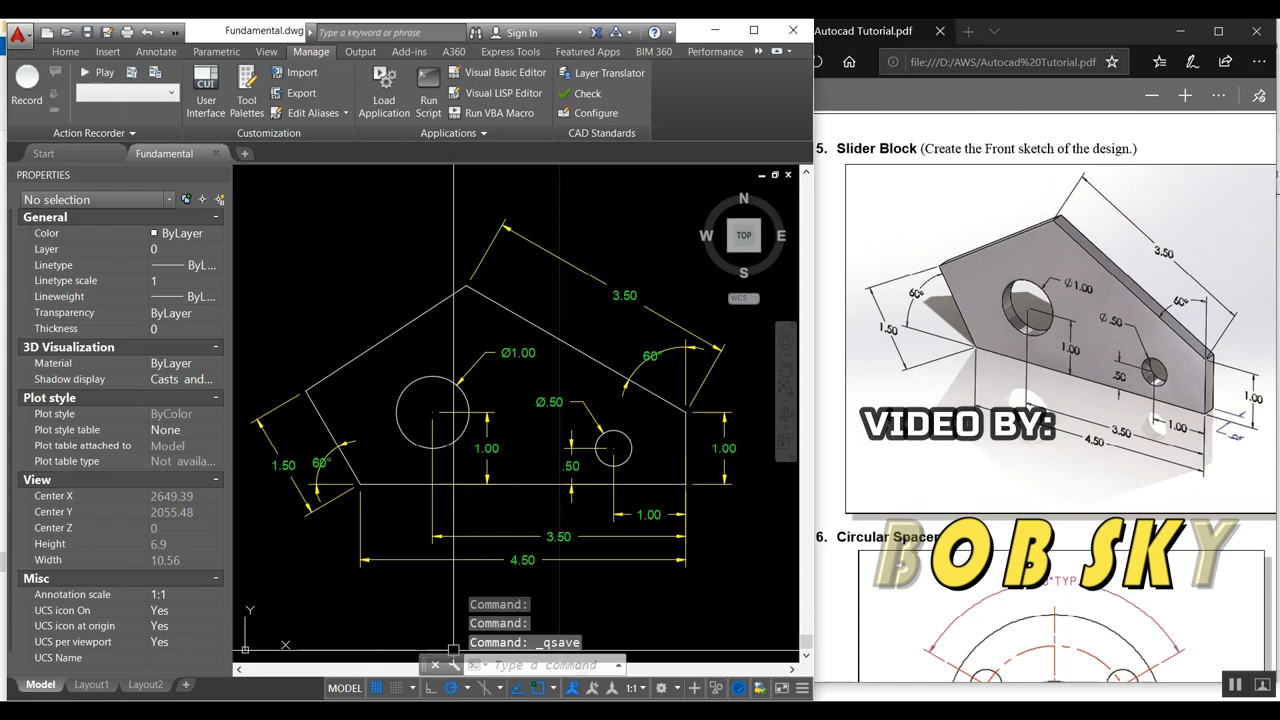 Fundamental.dwg
Type a keyword or phrase
Sign In
Home Insert Annotate Parametric View Manage Output Add-ins A360 Express Tools Featured Apps BIM 360 Performance
Record
Play
Action Recorder
CUI
User
Interface
Tool
Palettes
Import
Export
Edit Aliases
Customization
Load
Application
Run
Script
Visual Basic Editor
Visual LISP Editor
Run VBA Macro
Applications
Layer Translator
Check
Configure
CAD Standards
Start
Fundamental
PROPERTIES
No selection
General
Color ByLayer
Layer 0
Linetype ByL...
Linetype scale 1
Lineweight ByL...
Transparency ByLayer
Thickness 0
3D Visualization
Material ByLayer
Shadow display Casts and...
Plot style
Plot style ByColor
Plot style table None
Plot table attached to Model
Plot table type Not availa...
View
Center X 2649.39
Center Y 2055.48
Center Z 0
Height 6.9
Width 10.56
Misc
Annotation scale 1:1
UCS icon On Yes
UCS icon at origin Yes
UCS per viewport Yes
UCS Name
N
W TOP E
S
WCS
3.50
Ø1.00
60°
Ø.50
1.00
.50
1.00
1.50
60°
1.00
3.50
4.50
Y
X
Command:
Command:
Command: _qsave
Type a command
Model Layout1 Layout2
MODEL
1:1
Autocad Tutorial.pdf
file:///D:/AWS/Autocad%20Tutorial.pdf
5. Slider Block (Create the Front sketch of the design.)
3.50
60°
1.50
Ø1.00
60°
Ø.50
1.00
.50
1.00
1.00
3.50
4.50
VIDEO BY:
BOB SKY
6. Circular Spacer